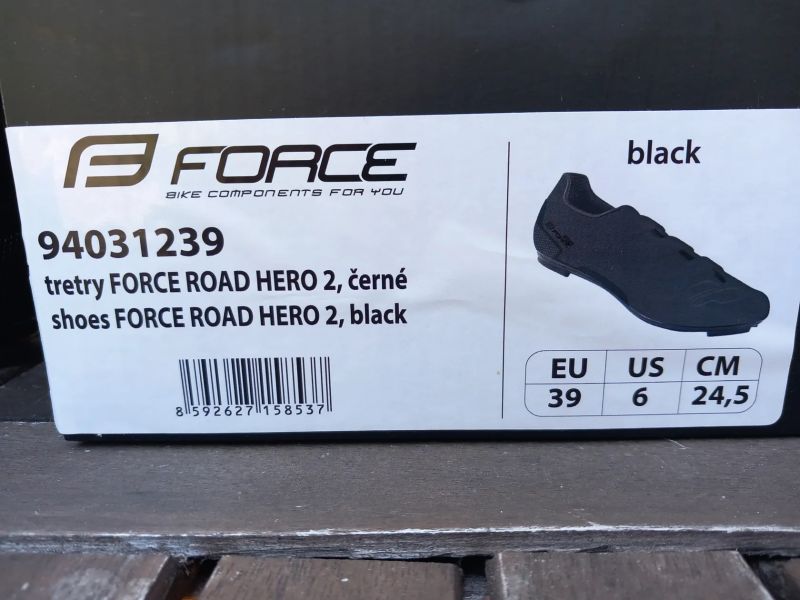 FORCE
BIKE COMPONENTS FOR YOU
94031239
tretry FORCE ROAD HERO 2, černé
shoes FORCE ROAD HERO 2, black
8 592627 158537
black
EU US CM
39 6 24,5